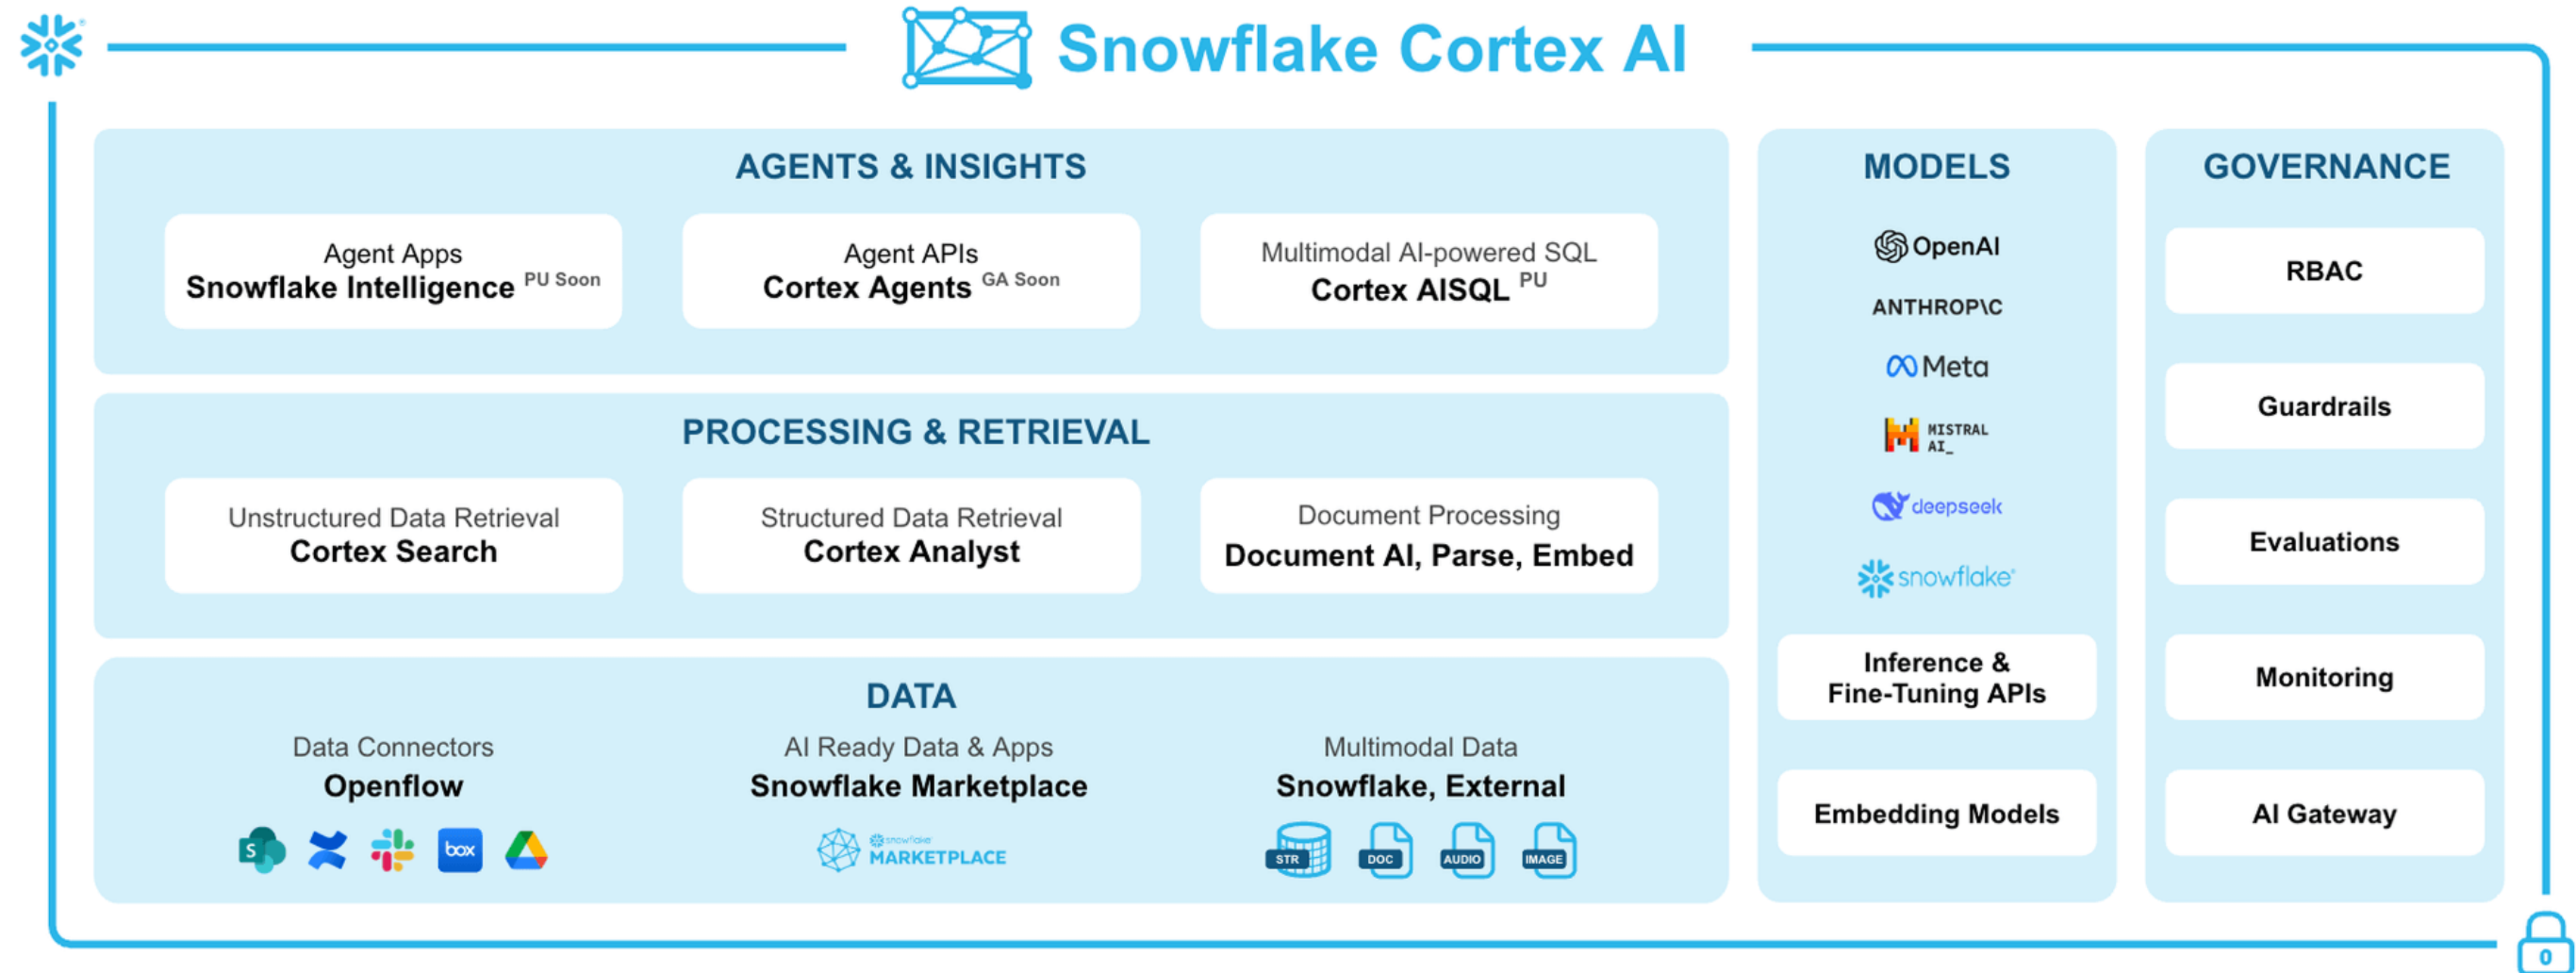 Snowflake Cortex AI
AGENTS & INSIGHTS
Agent Apps
Snowflake Intelligence PU Soon
Agent APIs
Cortex Agents GA Soon
Multimodal AI-powered SQL
Cortex AISQL PU
PROCESSING & RETRIEVAL
Unstructured Data Retrieval
Cortex Search
Structured Data Retrieval
Cortex Analyst
Document Processing
Document AI, Parse, Embed
DATA
Data Connectors
Openflow
S
box
AI Ready Data & Apps
Snowflake Marketplace
snowflake
MARKETPLACE
Multimodal Data
Snowflake, External
STR
DOC
AUDIO
IMAGE
MODELS
OpenAI
ANTHROP\C
Meta
MISTRAL
AI_
deepseek
snowflake®
Inference &
Fine-Tuning APIs
Embedding Models
GOVERNANCE
RBAC
Guardrails
Evaluations
Monitoring
AI Gateway
0